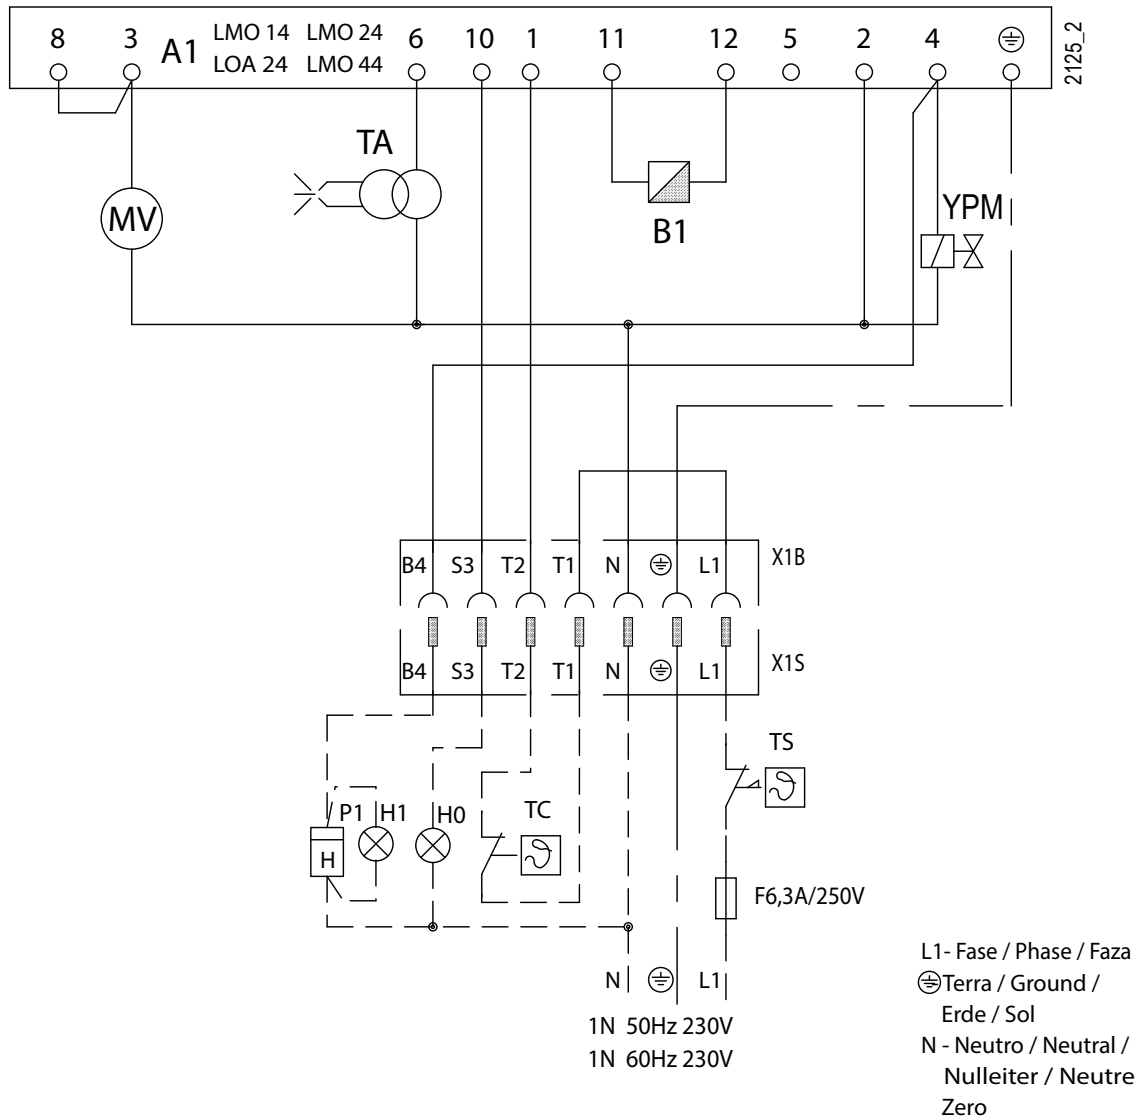 8 3 A1 LMO 14 LMO 24 6 10 1 11 12 5 2 4
LOA 24 LMO 44
2125_2
TA
MV
B1
YPM
B4 S3 T2 T1 N L1 X1B
B4 S3 T2 T1 N L1 X1S
TS
P1 H1 H0 TC
H
F6,3A/250V
N L1
1N 50Hz 230V
1N 60Hz 230V
L1- Fase / Phase / Faza
Terra / Ground /
Erde / Sol
N - Neutro / Neutral /
Nulleiter / Neutre
Zero